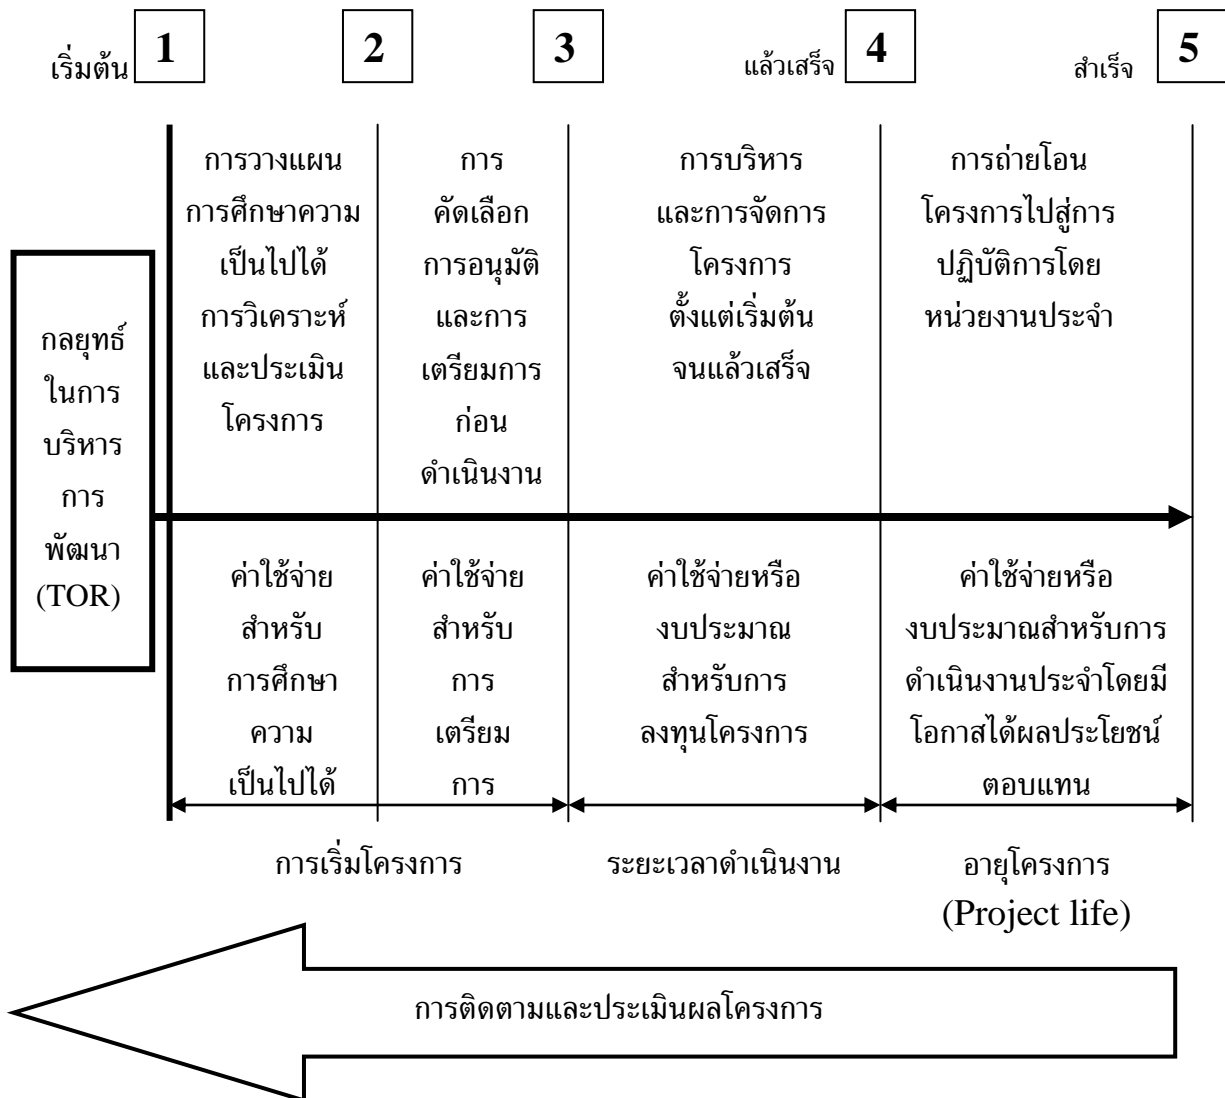 เริ่มต้น 1 2 3 แล้วเสร็จ 4 สำเร็จ 5
กลยุทธ์
ในการ
บริหาร
การ
พัฒนา
(TOR)
การวางแผน
การศึกษาความ
เป็นไปได้
การวิเคราะห์
และประเมิน
โครงการ
การ
คัดเลือก
การอนุมัติ
และการ
เตรียมการ
ก่อน
ดำเนินงาน
การบริหาร
และการจัดการ
โครงการ
ตั้งแต่เริ่มต้น
จนแล้วเสร็จ
การถ่ายโอน
โครงการไปสู่การ
ปฏิบัติการโดย
หน่วยงานประจำ
ค่าใช้จ่าย
สำหรับ
การศึกษา
ความ
เป็นไปได้
ค่าใช้จ่าย
สำหรับ
การ
เตรียม
การ
ค่าใช้จ่ายหรือ
งบประมาณ
สำหรับการ
ลงทุนโครงการ
ค่าใช้จ่ายหรือ
งบประมาณสำหรับการ
ดำเนินงานประจำโดยมี
โอกาสได้ผลประโยชน์
ตอบแทน
การเริ่มโครงการ
ระยะเวลาดำเนินงาน
อายุโครงการ
(Project life)
การติดตามและประเมินผลโครงการ